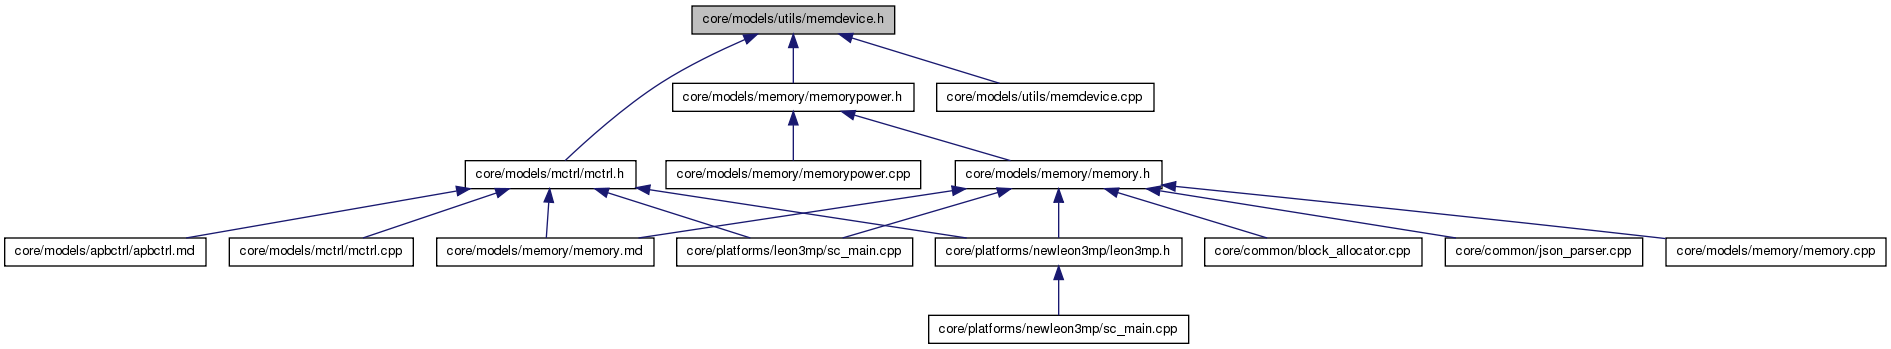 core/models/utils/memdevice.h
core/models/memory/memorypower.h
core/models/utils/memdevice.cpp
core/models/mctrl/mctrl.h
core/models/memory/memorypower.cpp
core/models/memory/memory.h
core/models/apbctrl/apbctrl.md
core/models/mctrl/mctrl.cpp
core/models/memory/memory.md
core/platforms/leon3mp/sc_main.cpp
core/platforms/newleon3mp/leon3mp.h
core/common/block_allocator.cpp
core/common/json_parser.cpp
core/models/memory/memory.cpp
core/platforms/newleon3mp/sc_main.cpp